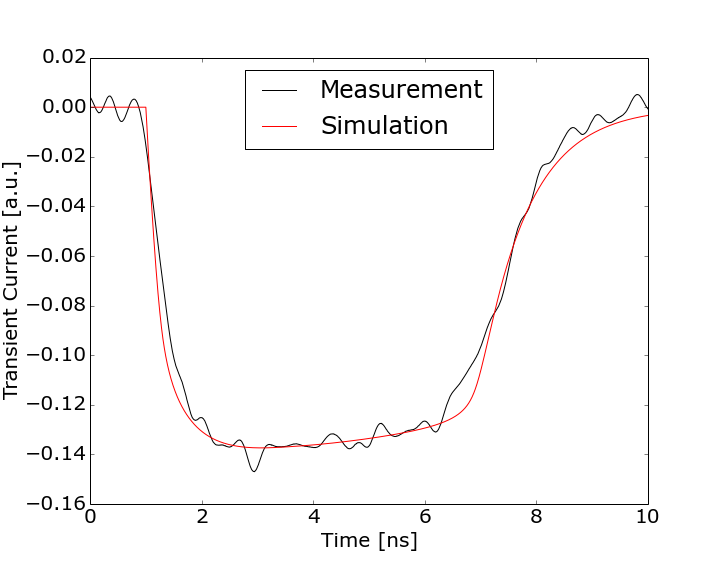 0.02
0.00
−0.02
−0.04
−0.06
−0.08
−0.10
−0.12
−0.14
−0.16
Transient Current [a.u.]
Measurement
Simulation
0 2 4 6 8 10
Time [ns]